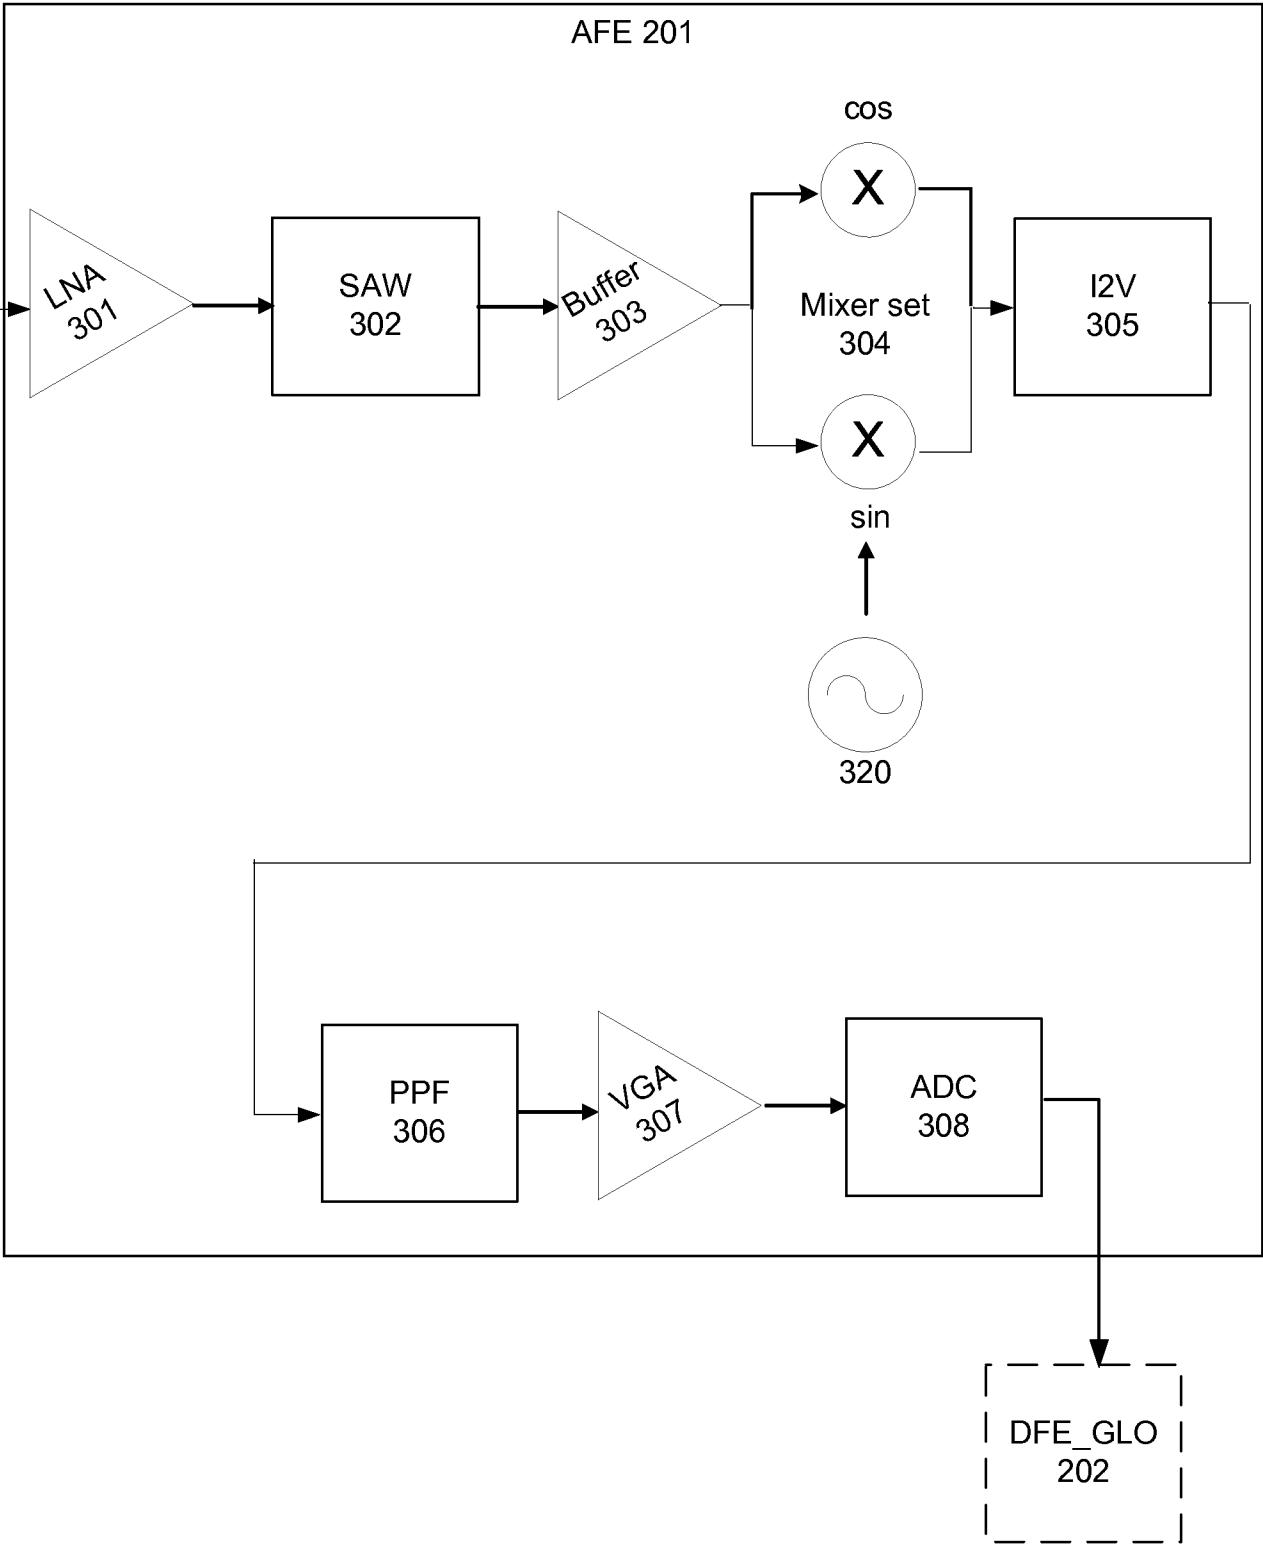 AFE 201
cos
X
LNA
301
SAW
302
Buffer
303
Mixer set
304
I2V
305
X
sin
320
PPF
306
VGA
307
ADC
308
DFE_GLO
202